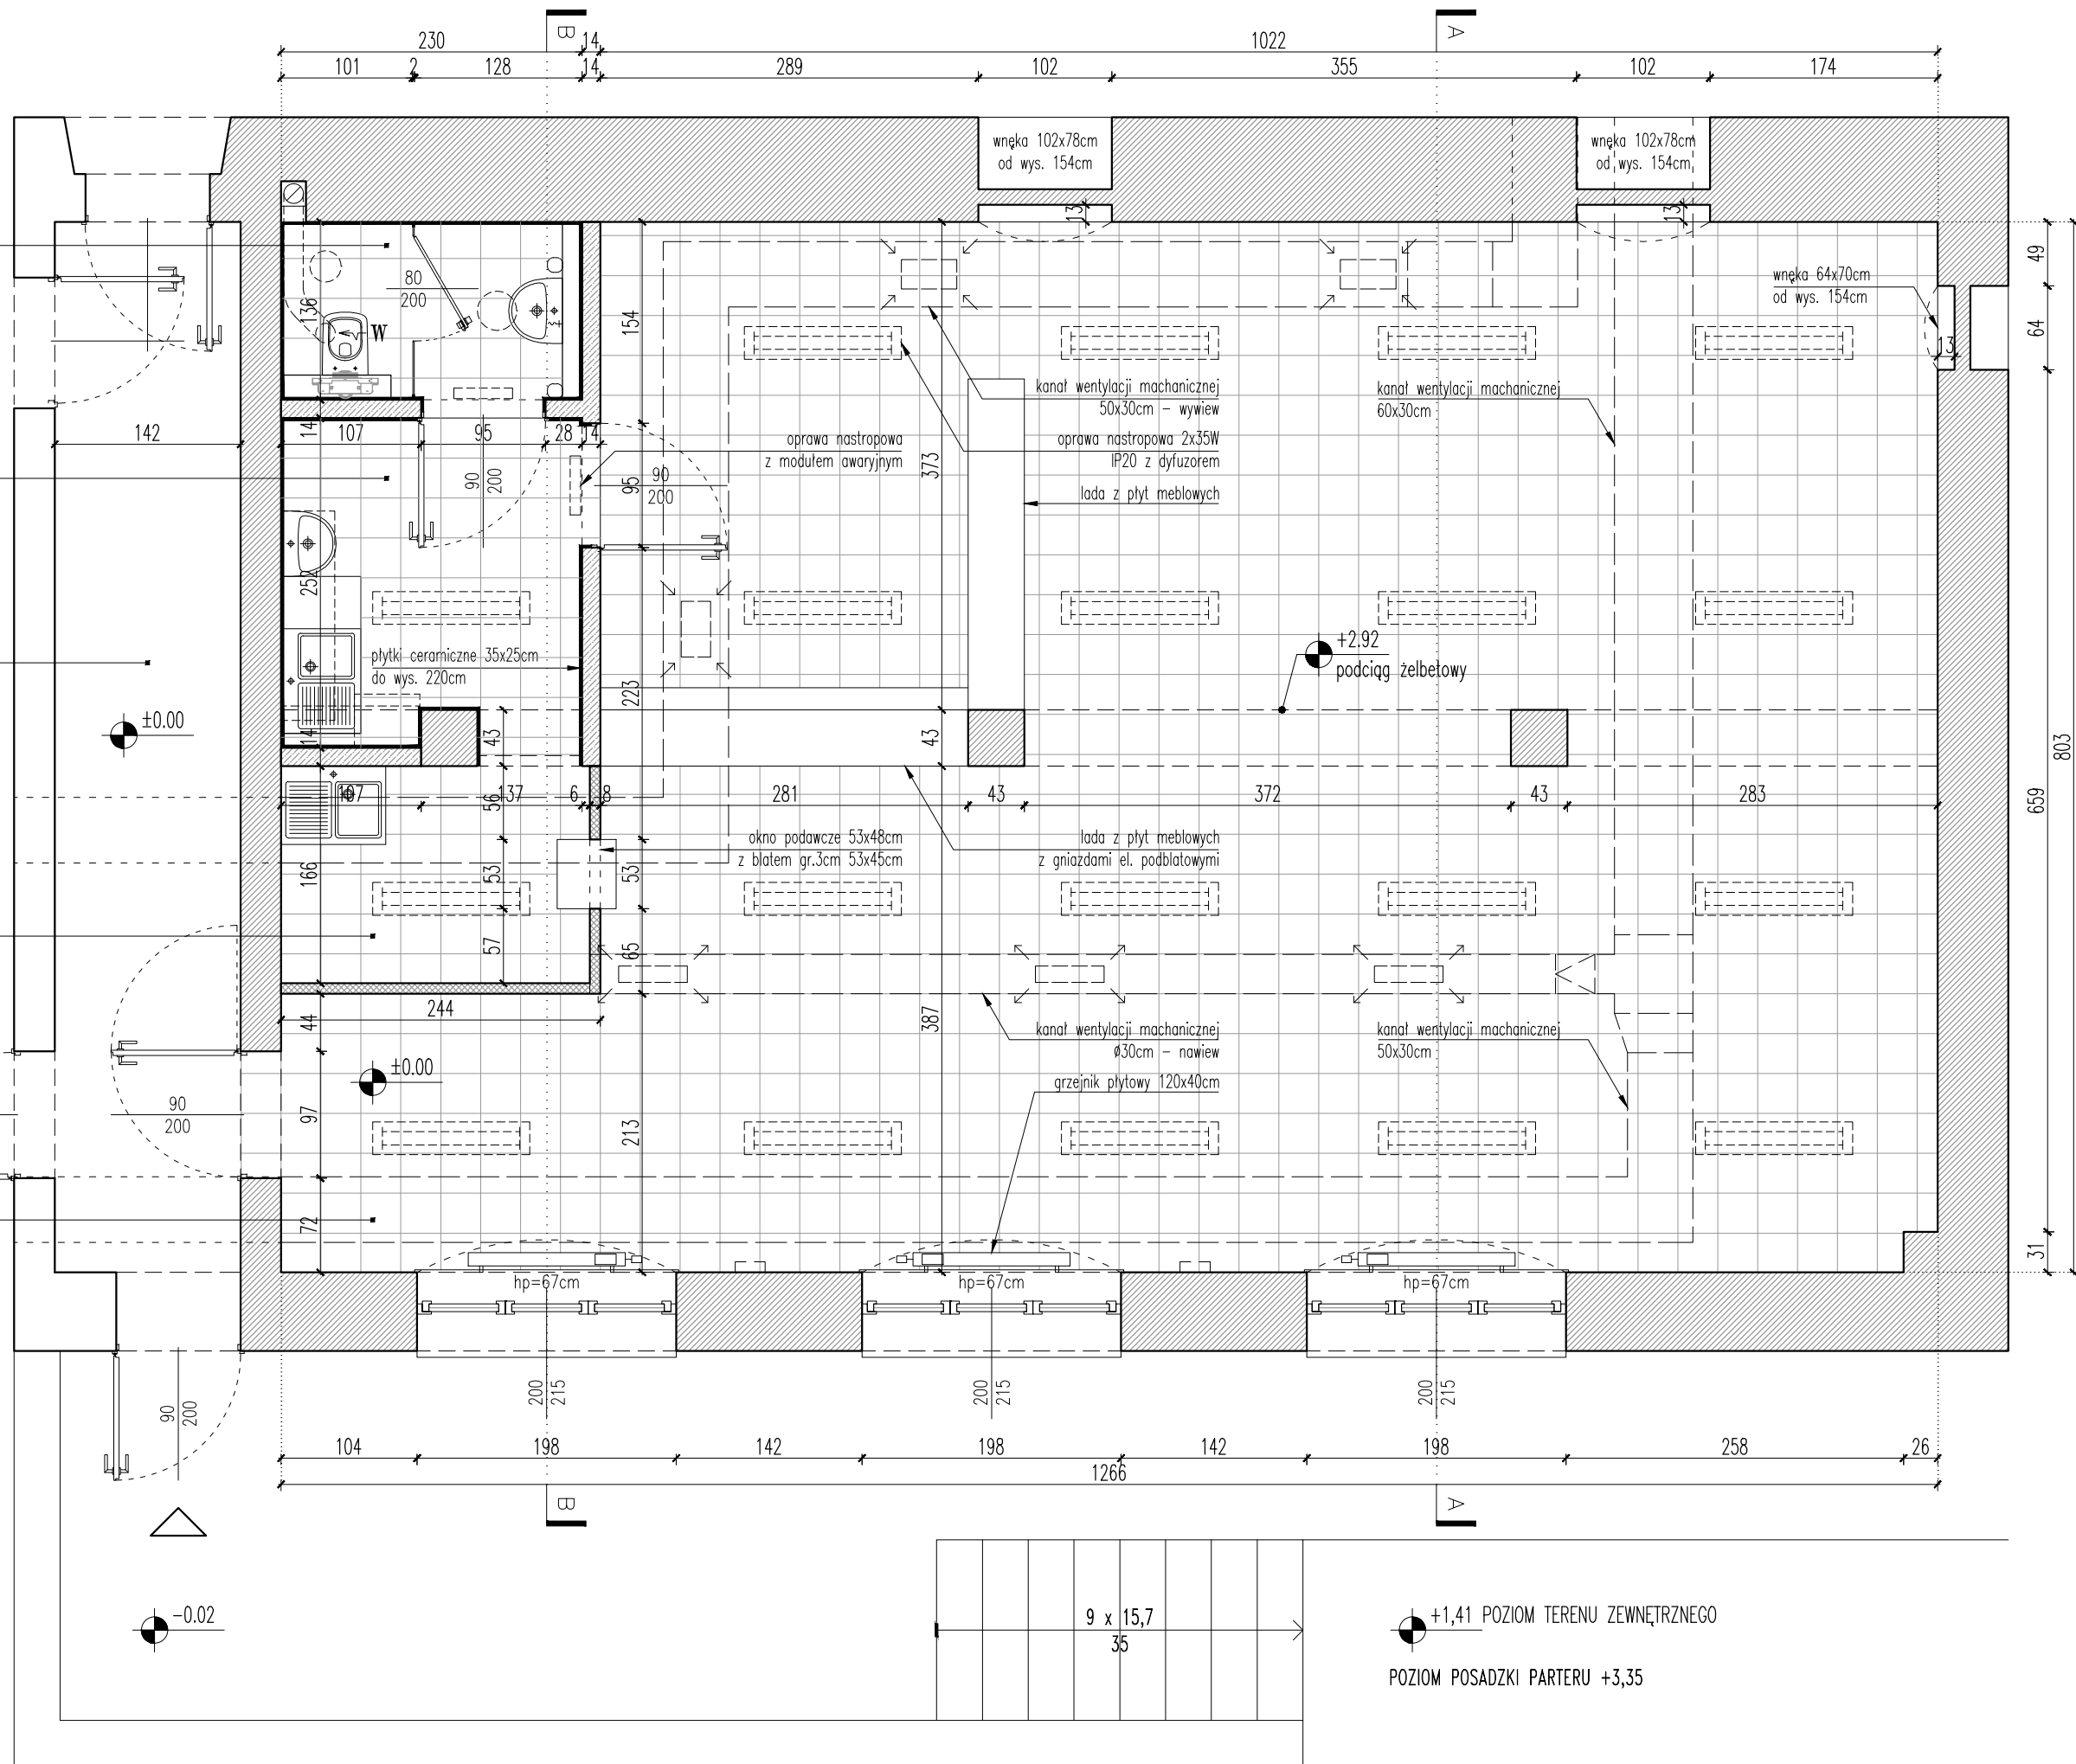 B
A
230
14
1022
101
2
128
14
289
102
355
102
174
wnęka 102x78cm
od wys. 154cm
wnęka 102x78cm
od wys. 154cm
13
13
49
wnęka 64x70cm
od wys. 154cm
64
13
80
200
136
W
154
kanał wentylacji machanicznej
50x30cm – wywiew
kanał wentylacji machanicznej
60x30cm
142
14
107
95
28
14
oprawa nastropowa
z modułem awaryjnym
oprawa nastropowa 2x35W
IP20 z dyfuzorem
373
90
200
95
90
200
lada z płyt meblowych
252
płytki ceramiczne 35x25cm
do wys. 220cm
+2.92
podciąg żelbetowy
223
±0.00
14
43
43
803
659
107
137
56
6
8
281
43
372
43
283
okno podawcze 53x48cm
z blatem gr.3cm 53x45cm
lada z płyt meblowych
z gniazdami el. podblatowymi
166
53
53
57
65
244
44
387
kanał wentylacji machanicznej
ø30cm – nawiew
kanał wentylacji machanicznej
50x30cm
±0.00
grzejnik płytowy 120x40cm
90
200
97
213
72
31
hp=67cm
hp=67cm
hp=67cm
90
200
200
215
200
215
200
215
104
198
142
198
142
198
258
26
1266
B
A
-0.02
9 x 15,7
35
+1,41 POZIOM TERENU ZEWNĘTRZNEGO
POZIOM POSADZKI PARTERU +3,35